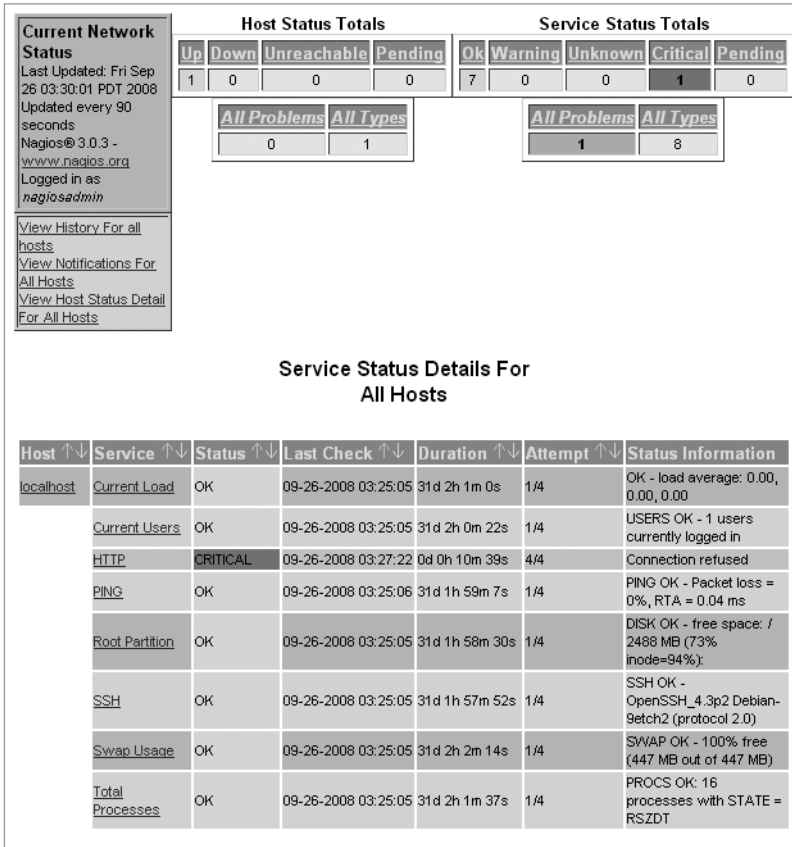 Current Network
Status
Last Updated: Fri Sep
26 03:30:01 PDT 2008
Updated every 90
seconds
Nagios® 3.0.3 -
www.nagios.org
Logged in as
nagiosadmin
View History For all
hosts
View Notifications For
All Hosts
View Host Status Detail
For All Hosts
Host Status Totals
Up Down Unreachable Pending
1 0 0 0
All Problems All Types
0 1
Service Status Totals
Ok Warning Unknown Critical Pending
7 0 0 1 0
All Problems All Types
1 8
Service Status Details For
All Hosts
Host ↑↓ Service ↑↓ Status ↑↓ Last Check ↑↓ Duration ↑↓ Attempt ↑↓ Status Information
localhost Current Load OK 09-26-2008 03:25:05 31d 2h 1m 0s 1/4 OK - load average: 0.00,
0.00, 0.00
Current Users OK 09-26-2008 03:25:05 31d 2h 0m 22s 1/4 USERS OK - 1 users
currently logged in
HTTP CRITICAL 09-26-2008 03:27:22 0d 0h 10m 39s 4/4 Connection refused
PING OK 09-26-2008 03:25:06 31d 1h 59m 7s 1/4 PING OK - Packet loss =
0%, RTA = 0.04 ms
Root Partition OK 09-26-2008 03:25:05 31d 1h 58m 30s 1/4 DISK OK - free space: /
2488 MB (73%
inode=94%):
SSH OK 09-26-2008 03:25:05 31d 1h 57m 52s 1/4 SSH OK -
OpenSSH_4.3p2 Debian-
9etch2 (protocol 2.0)
Swap Usage OK 09-26-2008 03:25:05 31d 2h 2m 14s 1/4 SWAP OK - 100% free
(447 MB out of 447 MB)
Total
Processes OK 09-26-2008 03:25:05 31d 2h 1m 37s 1/4 PROCS OK: 16
processes with STATE =
RSZDT